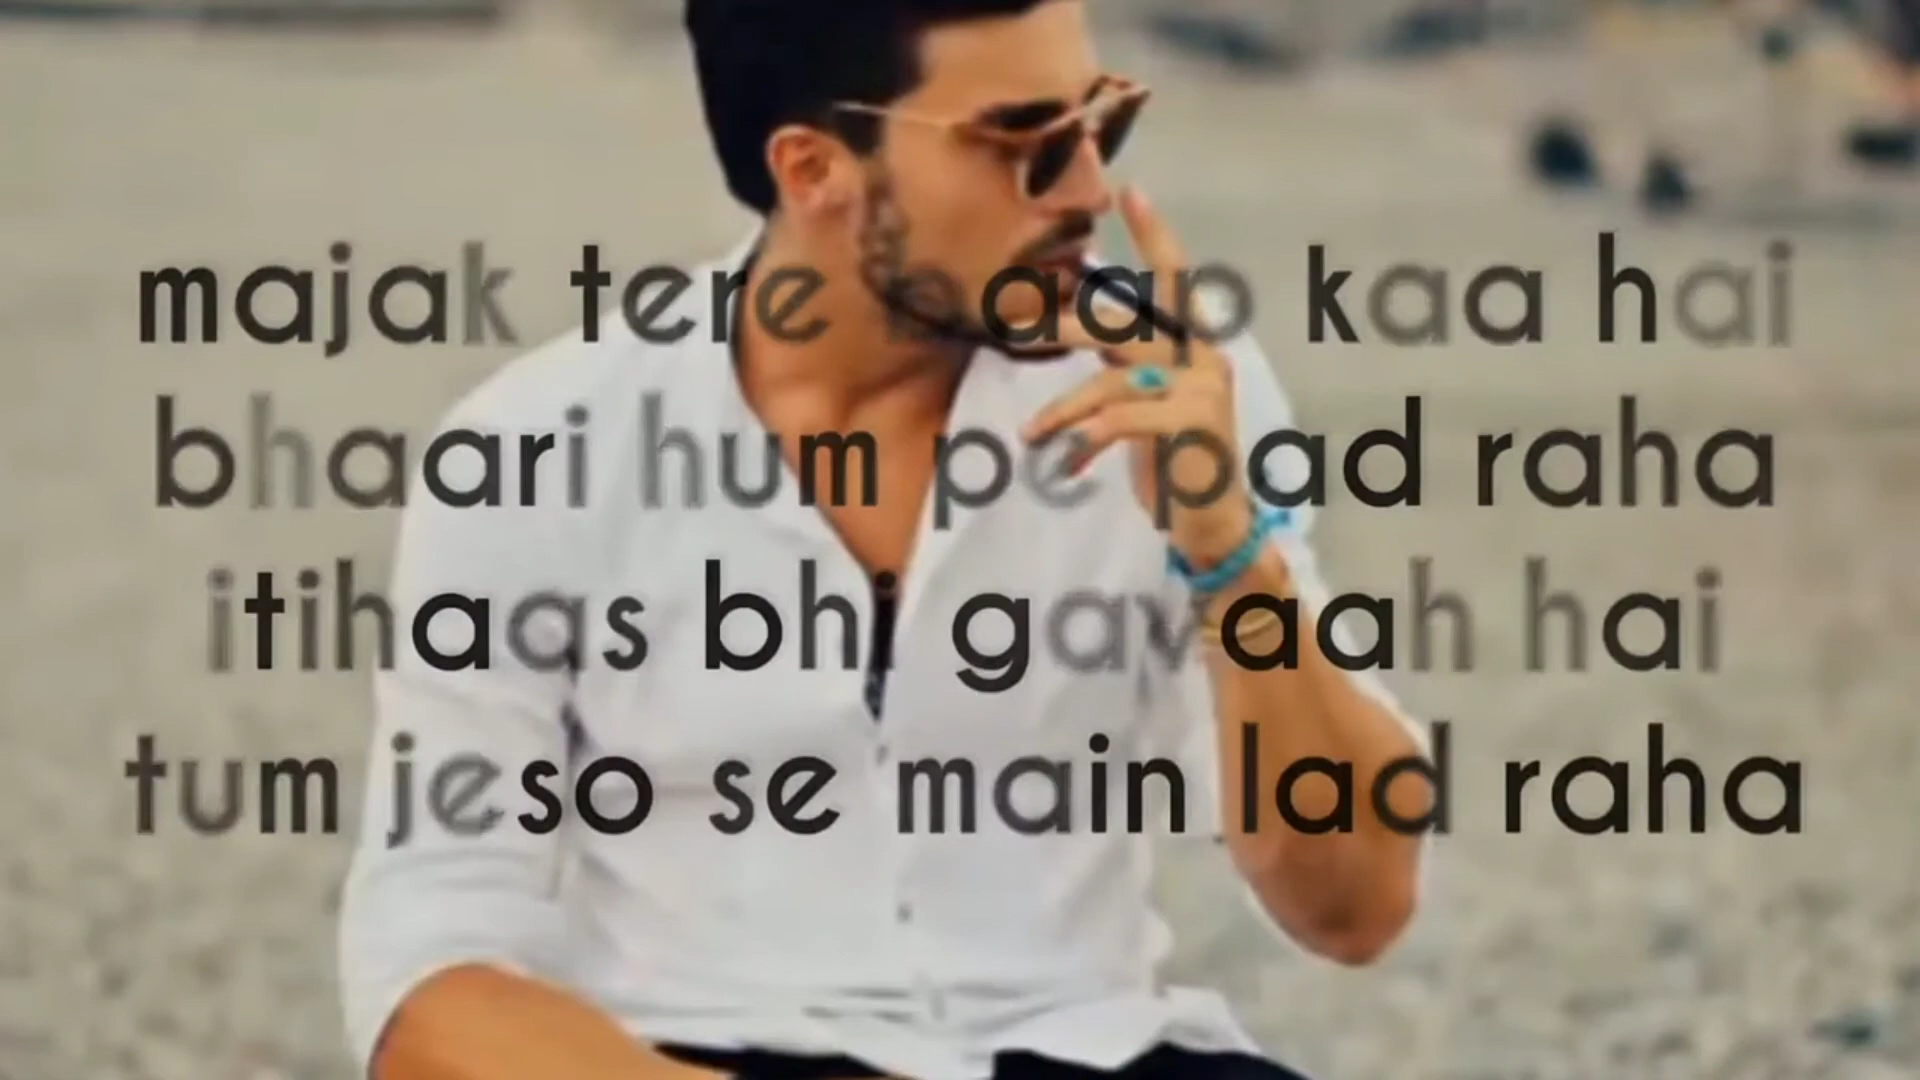 majak tere baap kaa hai
bhaari hum pe pad raha
itihaas bhi gavaah hai
tum jeso se main lad raha